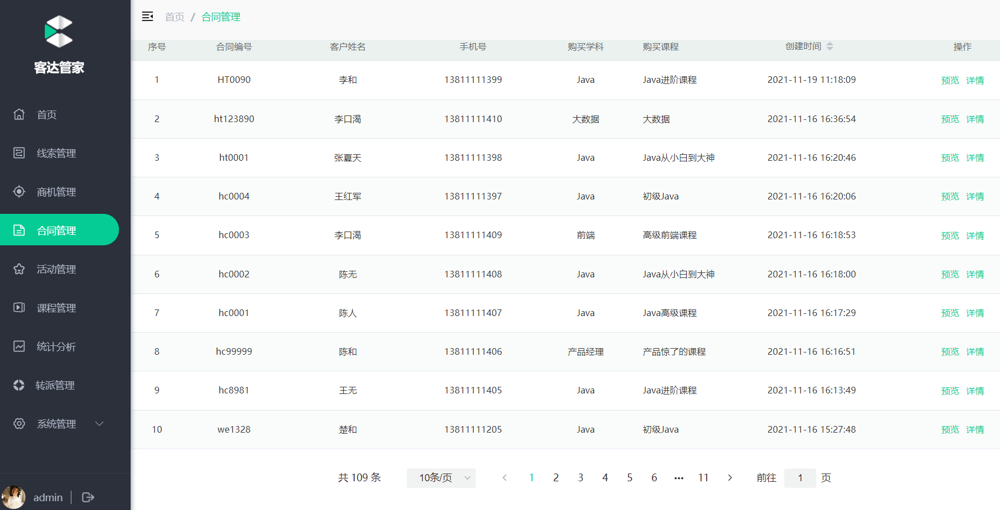 客达管家
首页
线索管理
商机管理
合同管理
活动管理
课程管理
统计分析
转派管理
系统管理
admin
首页 / 合同管理
序号 合同编号 客户姓名 手机号 购买学科 购买课程 创建时间 操作
1 HT0090 李和 13811111399 Java Java进阶课程 2021-11-19 11:18:09 预览 详情
2 ht123890 李口渴 13811111410 大数据 大数据 2021-11-16 16:36:54 预览 详情
3 ht0001 张夏天 13811111398 Java Java从小白到大神 2021-11-16 16:20:46 预览 详情
4 hc0004 王红军 13811111397 Java 初级Java 2021-11-16 16:20:06 预览 详情
5 hc0003 李口渴 13811111409 前端 高级前端课程 2021-11-16 16:18:53 预览 详情
6 hc0002 陈无 13811111408 Java Java从小白到大神 2021-11-16 16:18:00 预览 详情
7 hc0001 陈人 13811111407 Java Java高级课程 2021-11-16 16:17:29 预览 详情
8 hc99999 陈和 13811111406 产品经理 产品惊了的课程 2021-11-16 16:16:51 预览 详情
9 hc8981 王无 13811111405 Java Java进阶课程 2021-11-16 16:13:49 预览 详情
10 we1328 楚和 13811111205 Java 初级Java 2021-11-16 15:27:48 预览 详情
共 109 条 10条/页 1 2 3 4 5 6 ••• 11 前往 1 页